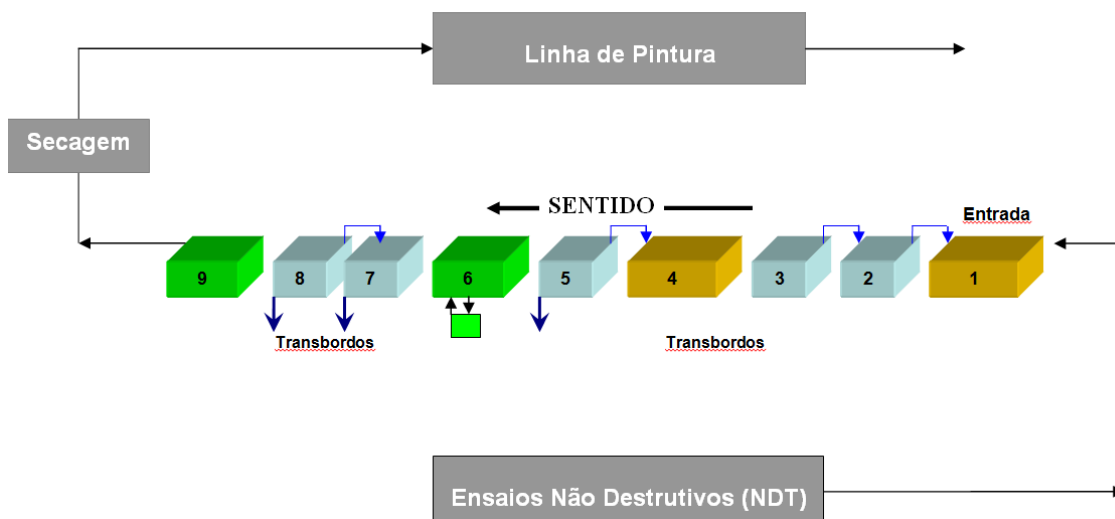 Linha de Pintura
Secagem
SENTIDO
Entrada
9 8 7 6 5 4 3 2 1
Transbordos Transbordos
Ensaios Não Destrutivos (NDT)